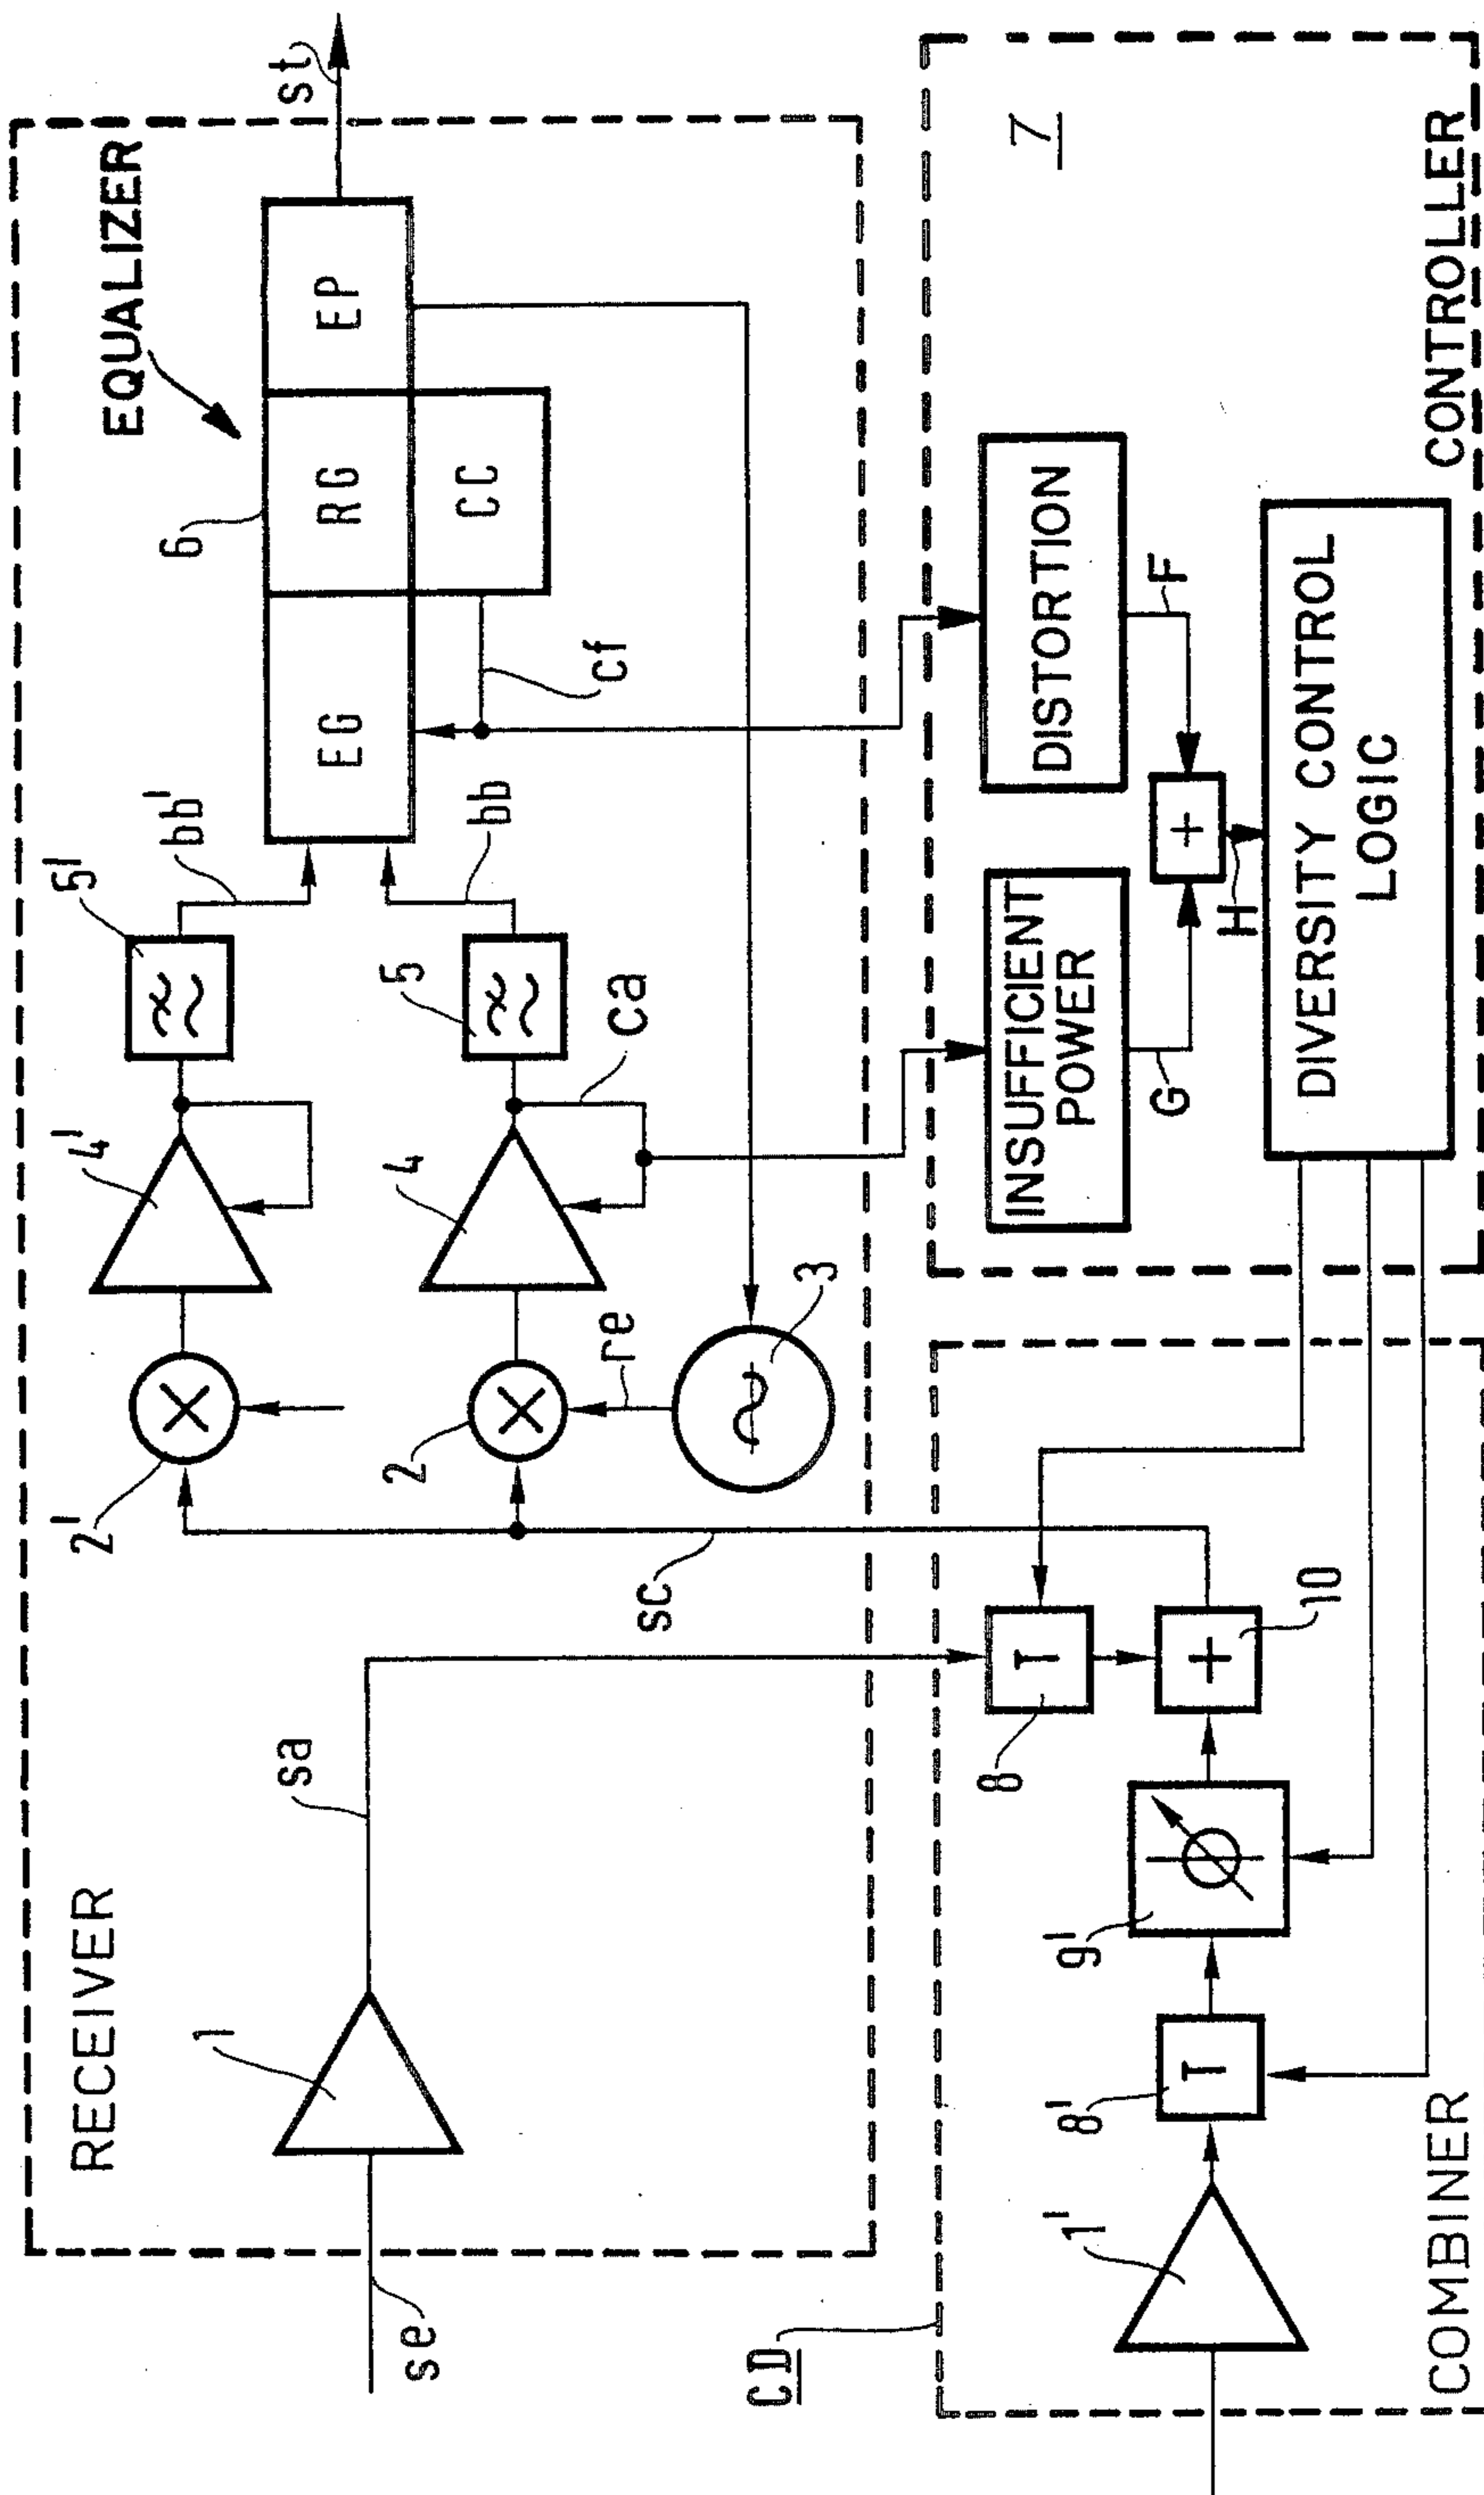 RECEIVER
EQUALIZER
se
1
sa
2'
4'
5'
bb'
6
EG
RG
EP
CC
st
2
4
5
bb
ca
cf
re
3
sc
CD
1'
8'
9'
8
10
COMBINER
7
INSUFFICIENT
POWER
DISTORTION
G
F
H
DIVERSITY CONTROL
LOGIC
CONTROLLER